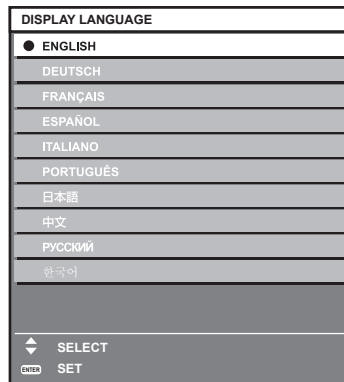 DISPLAY LANGUAGE
ENGLISH
DEUTSCH
FRANÇAIS
ESPAÑOL
ITALIANO
PORTUGUÊS
日本語
中文
РУССКИЙ
한국어
SELECT
ENTER SET